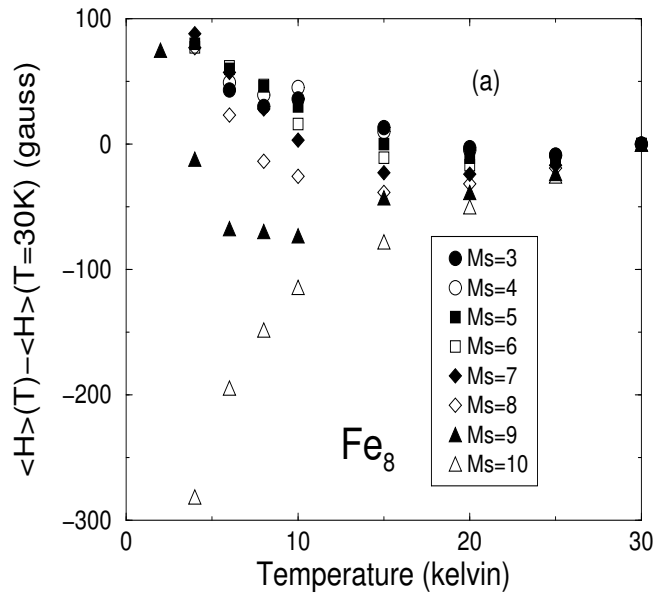 100
0
−100
−200
−300
<H>(T)−<H>(T=30K) (gauss)
(a)
Ms=3
Ms=4
Ms=5
Ms=6
Ms=7
Ms=8
Ms=9
Ms=10
Fe₈
0 10 20 30
Temperature (kelvin)